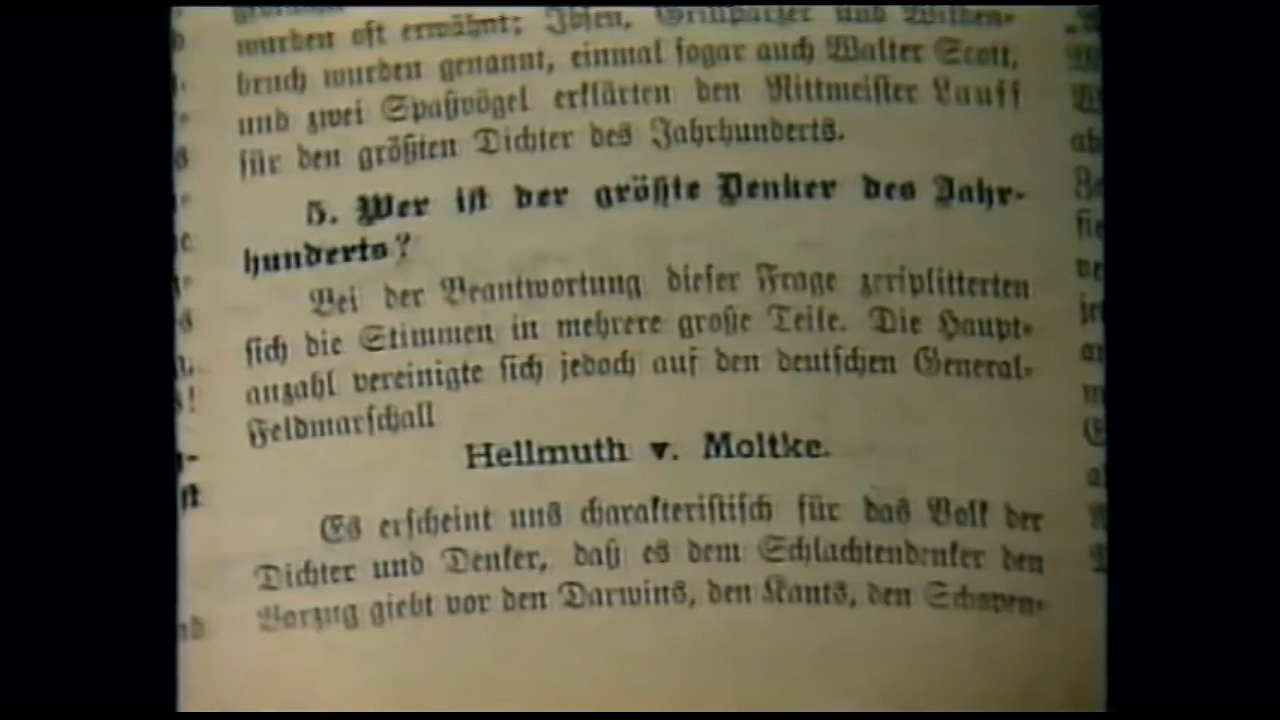 wurden oft erwähnt; Ibsen, Grillparzer und Wilden-
bruch wurden genannt, einmal sogar auch Walter Scott,
und zwei Spaßvögel erklärten den Rittmeister Lauff
für den größten Dichter des Jahrhunderts.
5. Wer ist der größte Denker des Jahr-
hunderts?
Bei der Beantwortung dieser Frage zersplitterten
sich die Stimmen in mehrere große Teile. Die Haupt-
anzahl vereinigte sich jedoch auf den deutschen General-
Feldmarschall
Hellmuth v. Moltke.
Es erscheint uns charakteristisch für das Volk der
Dichter und Denker, daß es dem Schlachtendenker den
Vorzug giebt vor den Darwins, den Kants, den Schopen-